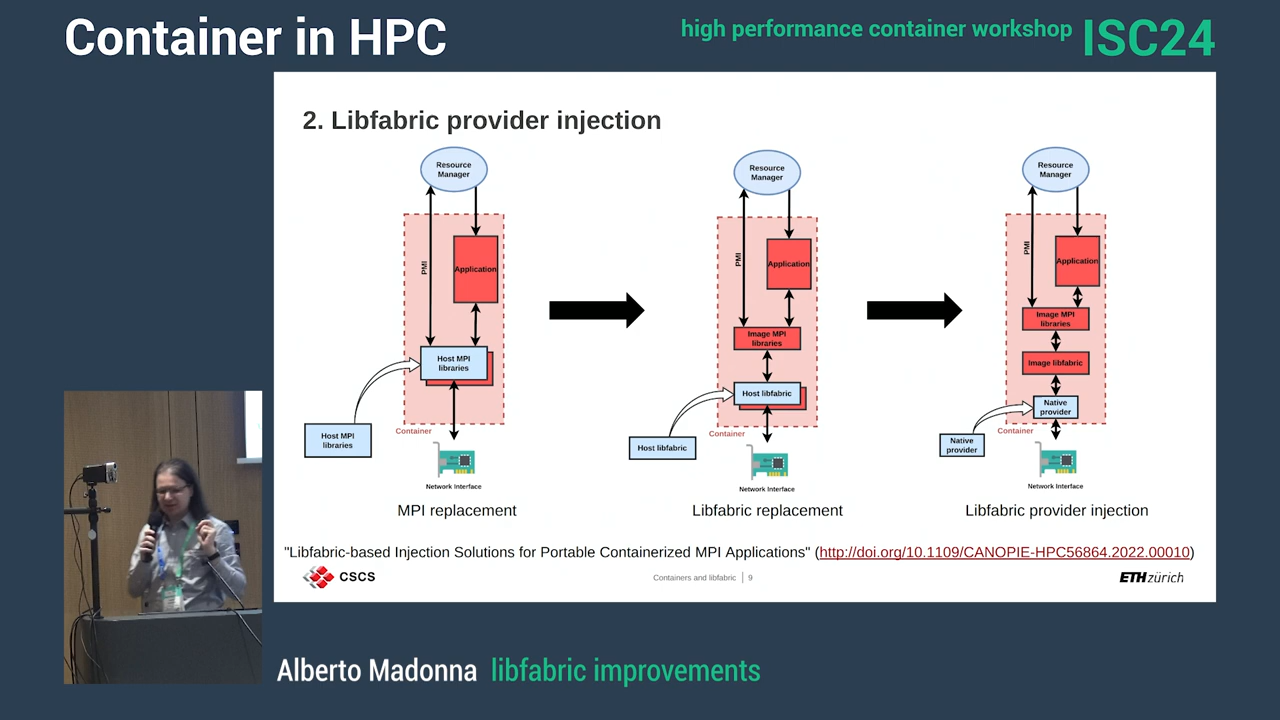 Container in HPC
high performance container workshop ISC24
2. Libfabric provider injection
Resource
Manager
PMI
Application
Host MPI
libraries
Host MPI
libraries
Container
Network Interface
MPI replacement
Resource
Manager
PMI
Application
Image MPI
libraries
Host libfabric
Host libfabric
Container
Network Interface
Libfabric replacement
Resource
Manager
PMI
Application
Image MPI
libraries
Image libfabric
Native
provider
Native
provider
Container
Network Interface
Libfabric provider injection
"Libfabric-based Injection Solutions for Portable Containerized MPI Applications" (http://doi.org/10.1109/CANOPIE-HPC56864.2022.00010)
CSCS
Containers and libfabric | 9
ETH zürich
Alberto Madonna libfabric improvements